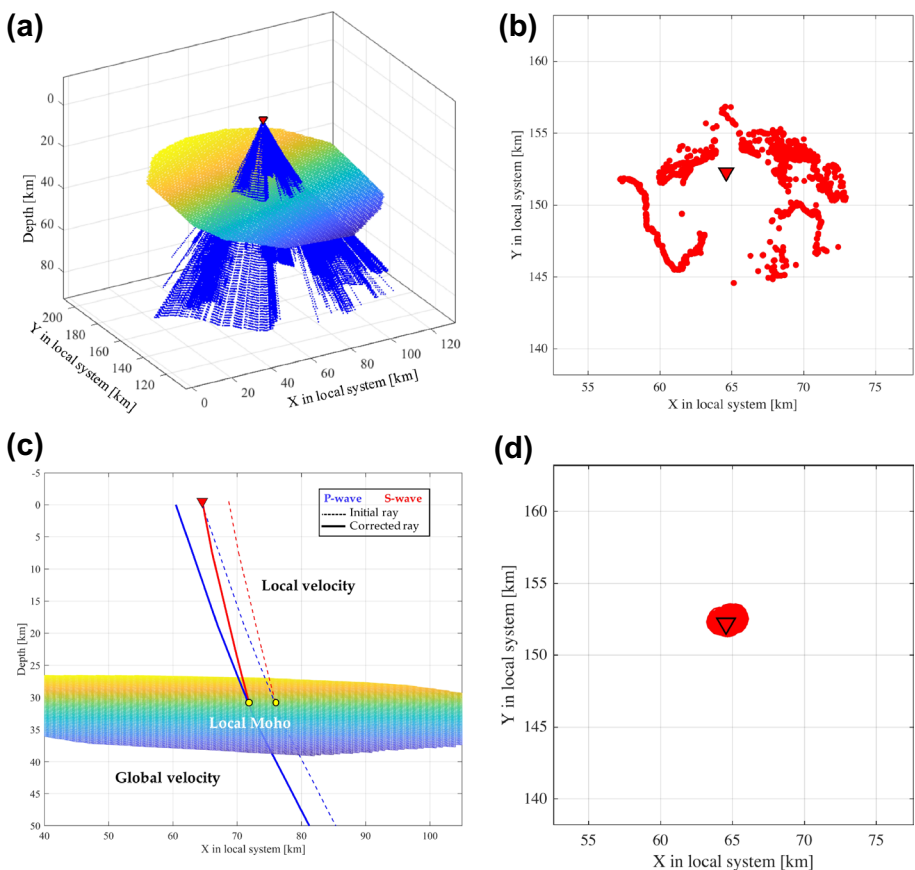 (a)
0
20
40
60
80
Depth [km]
200
180
160
140
120
Y in local system [km]
0
20
40
60
80
100
120
X in local system [km]
(b)
160
155
150
145
140
Y in local system [km]
55 60 65 70 75
X in local system [km]
(c)
-5
0
5
10
15
20
25
30
35
40
45
50
Depth [km]
P-wave S-wave
Initial ray
Corrected ray
Local velocity
Local Moho
Global velocity
40 50 60 70 80 90 100
X in local system [km]
(d)
160
155
150
145
140
Y in local system [km]
55 60 65 70 75
X in local system [km]